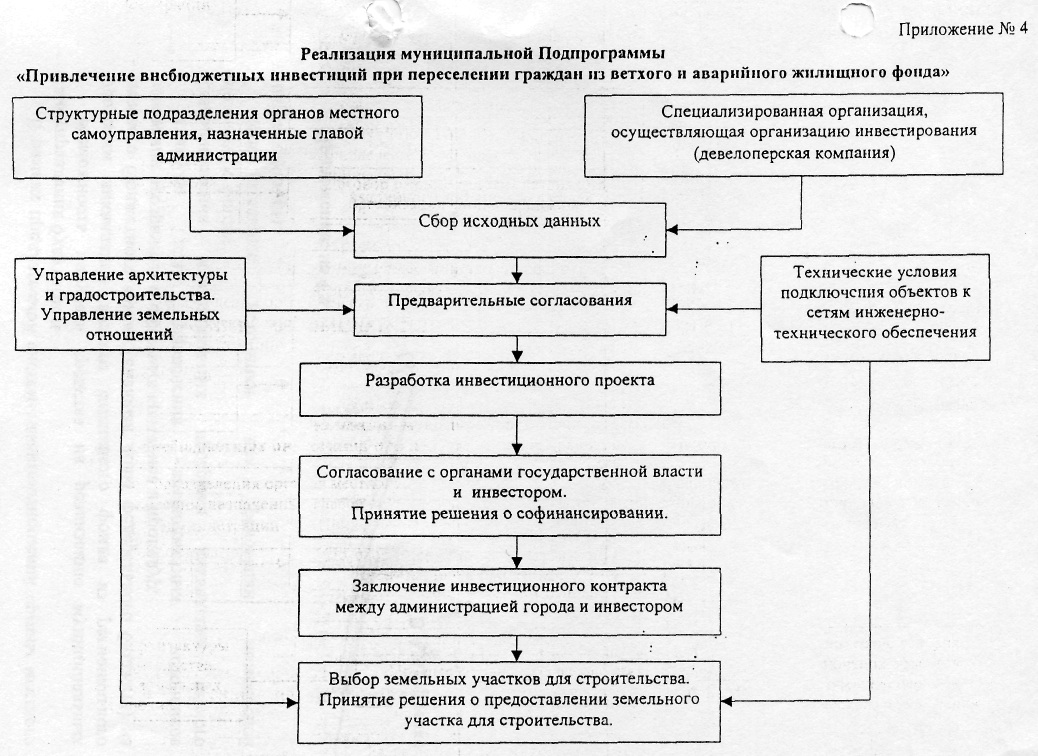 Приложение № 4
Реализация муниципальной Подпрограммы
«Привлечение внебюджетных инвестиций при переселении граждан из ветхого и аварийного жилищного фонда»
Структурные подразделения органов местного
самоуправления, назначенные главой
администрации
Специализированная организация,
осуществляющая организацию инвестирования
(девелоперская компания)
Сбор исходных данных
Управление архитектуры
и градостроительства.
Управление земельных
отношений
Предварительные согласования
Технические условия
подключения объектов к
сетям инженерно-
технического обеспечения
Разработка инвестиционного проекта
Согласование с органами государственной власти
и инвестором.
Принятие решения о софинансировании.
Заключение инвестиционного контракта
между администрацией города и инвестором
Выбор земельных участков для строительства.
Принятие решения о предоставлении земельного
участка для строительства.